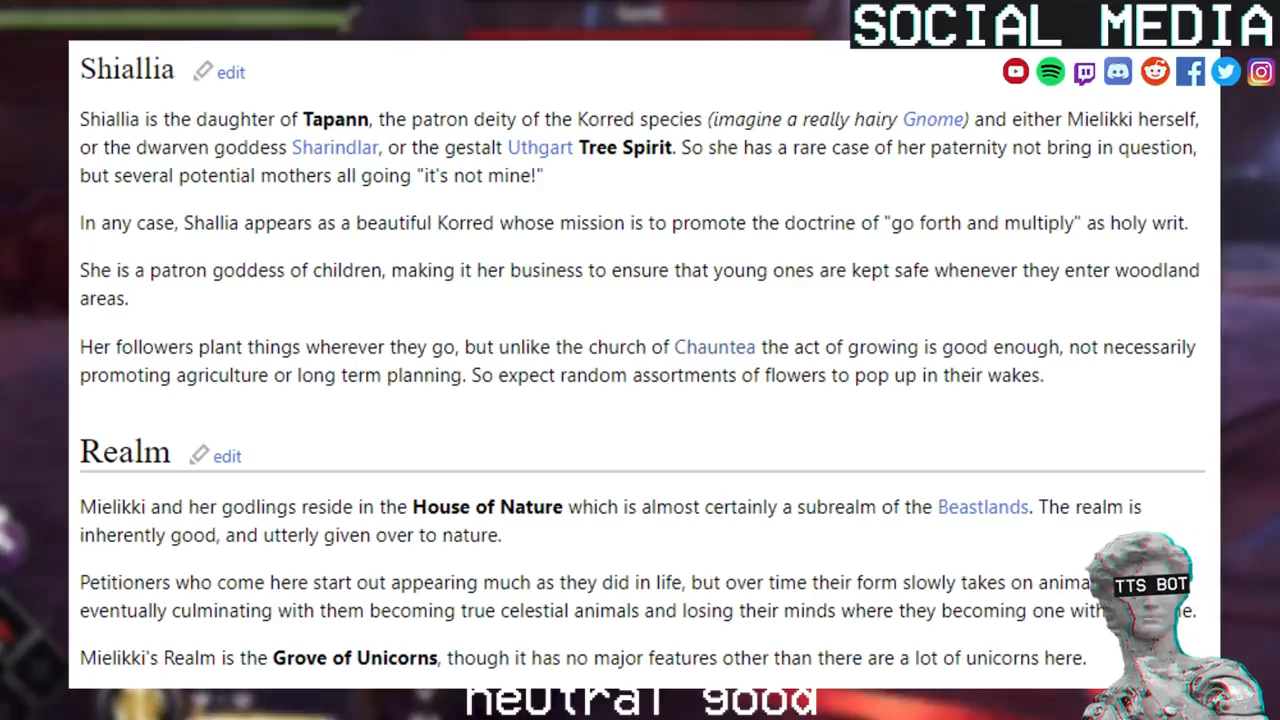 SOCIAL MEDIA
Shiallia edit
Shiallia is the daughter of Tapann, the patron deity of the Korred species (imagine a really hairy Gnome) and either Mielikki herself,
or the dwarven goddess Sharindlar, or the gestalt Uthgart Tree Spirit. So she has a rare case of her paternity not bring in question,
but several potential mothers all going "it's not mine!"
In any case, Shallia appears as a beautiful Korred whose mission is to promote the doctrine of "go forth and multiply" as holy writ.
She is a patron goddess of children, making it her business to ensure that young ones are kept safe whenever they enter woodland
areas.
Her followers plant things wherever they go, but unlike the church of Chauntea the act of growing is good enough, not necessarily
promoting agriculture or long term planning. So expect random assortments of flowers to pop up in their wakes.
Realm edit
Mielikki and her godlings reside in the House of Nature which is almost certainly a subrealm of the Beastlands. The realm is
inherently good, and utterly given over to nature.
Petitioners who come here start out appearing much as they did in life, but over time their form slowly takes on
eventually culminating with them becoming true celestial animals and losing their minds where they becoming one
Mielikki's Realm is the Grove of Unicorns, though it has no major features other than there are a lot of unicorns here.
TTS BOT
neutral good